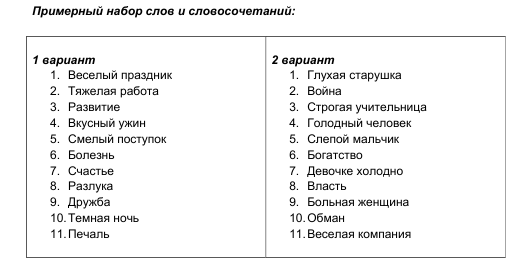 Примерный набор слов и словосочетаний:
1 вариант
1. Веселый праздник
2. Тяжелая работа
3. Развитие
4. Вкусный ужин
5. Смелый поступок
6. Болезнь
7. Счастье
8. Разлука
9. Дружба
10. Темная ночь
11. Печаль
2 вариант
1. Глухая старушка
2. Война
3. Строгая учительница
4. Голодный человек
5. Слепой мальчик
6. Богатство
7. Девочке холодно
8. Власть
9. Больная женщина
10. Обман
11. Веселая компания